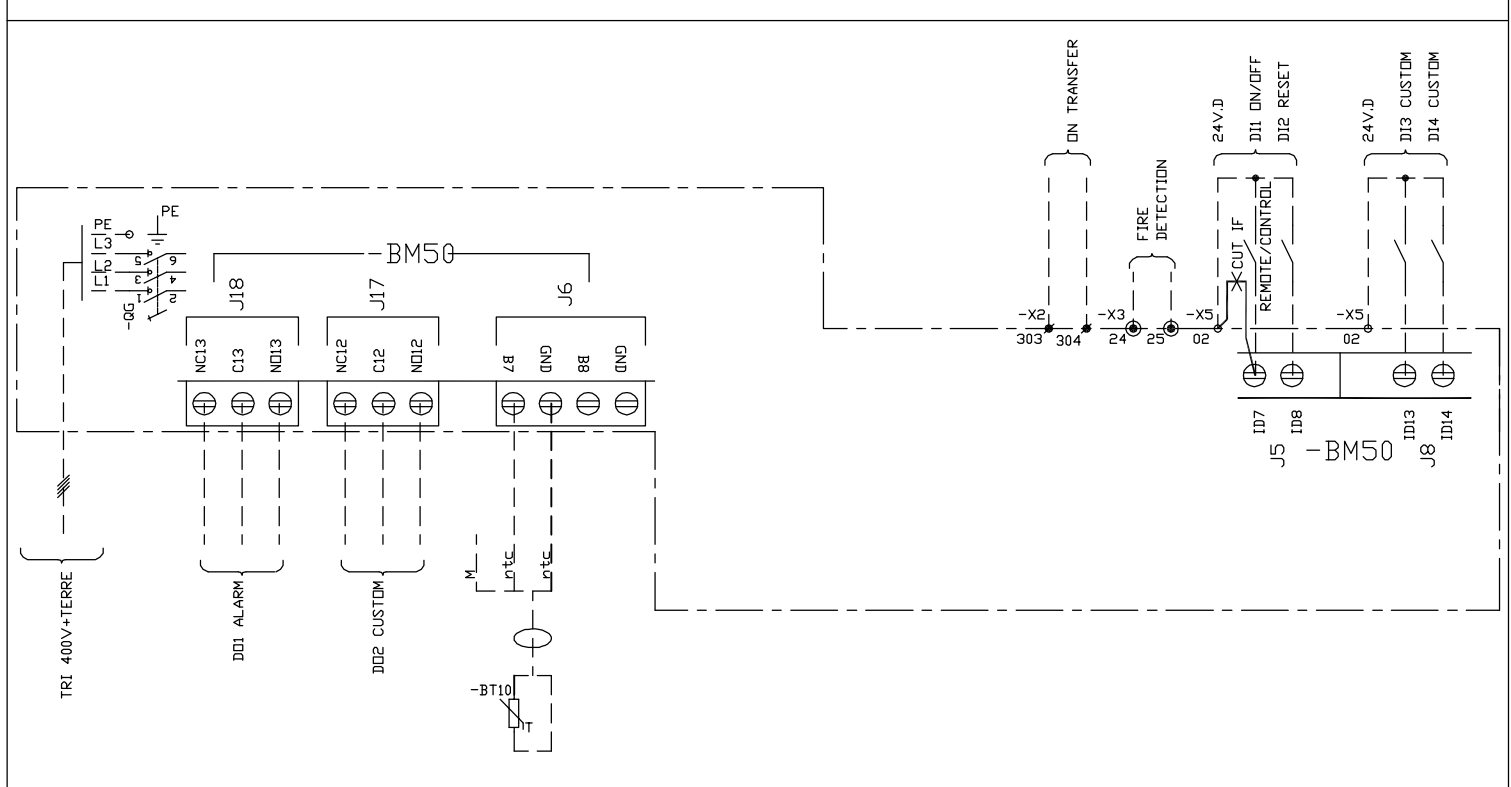 ON TRANSFER
FIRE
DETECTION
24V.D
DI1 ON/OFF
DI2 RESET
24V.D
DI3 CUSTOM
DI4 CUSTOM
CUT IF
REMOTE/CONTROL
PE
PE
L3
L2
L1
5
6
3
4
1
2
-QG
-BM50
J18
J17
J6
NC13
C13
NO13
NC12
C12
NO12
B7
GND
B8
GND
-X2
303
304
-X3
24
25
-X5
02
-X5
02
ID7
ID8
ID13
ID14
J5
-BM50
J8
TRI 400V+TERRE
DO1 ALARM
DO2 CUSTOM
M
ntc
ntc
-BT10
T